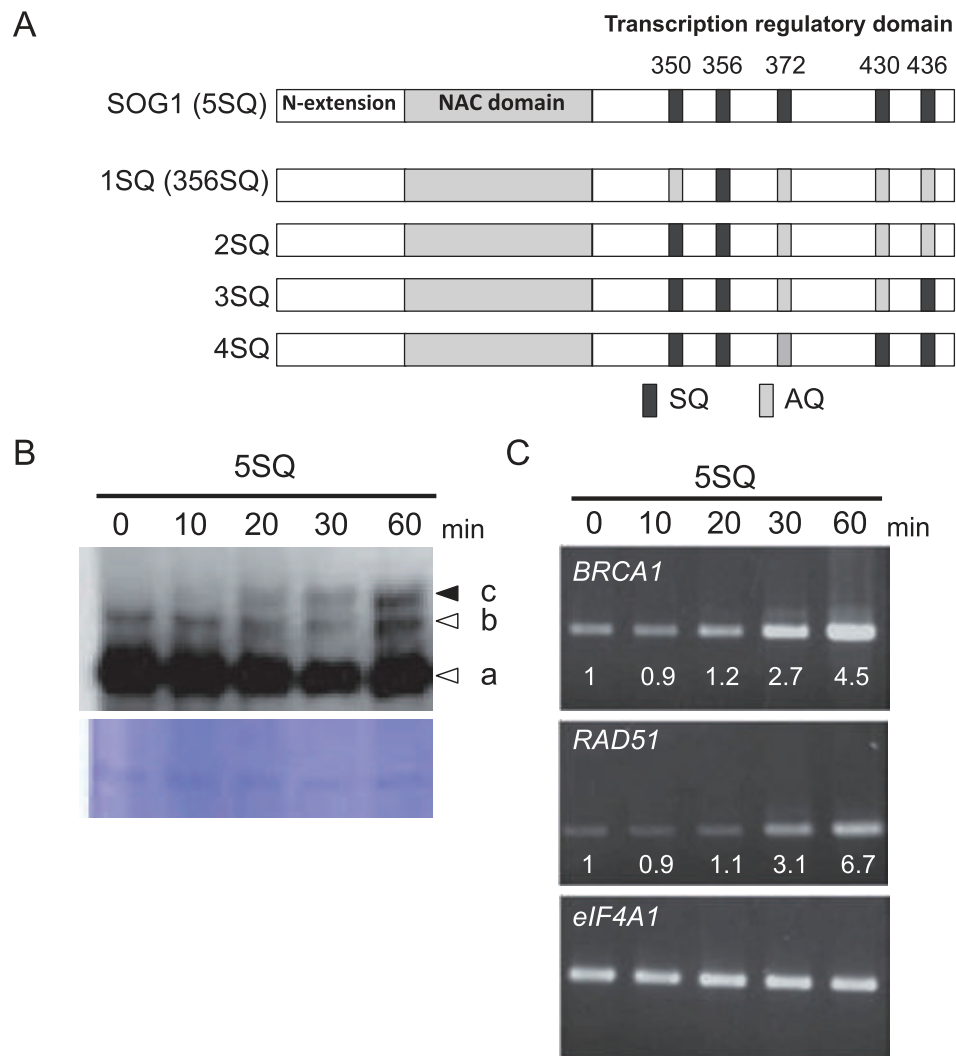 A
Transcription regulatory domain
350 356 372 430 436
SOG1 (5SQ) N-extension NAC domain
1SQ (356SQ)
2SQ
3SQ
4SQ
SQ AQ
B
5SQ
0 10 20 30 60 min
c
b
a
C
5SQ
0 10 20 30 60 min
BRCA1
1 0.9 1.2 2.7 4.5
RAD51
1 0.9 1.1 3.1 6.7
eIF4A1